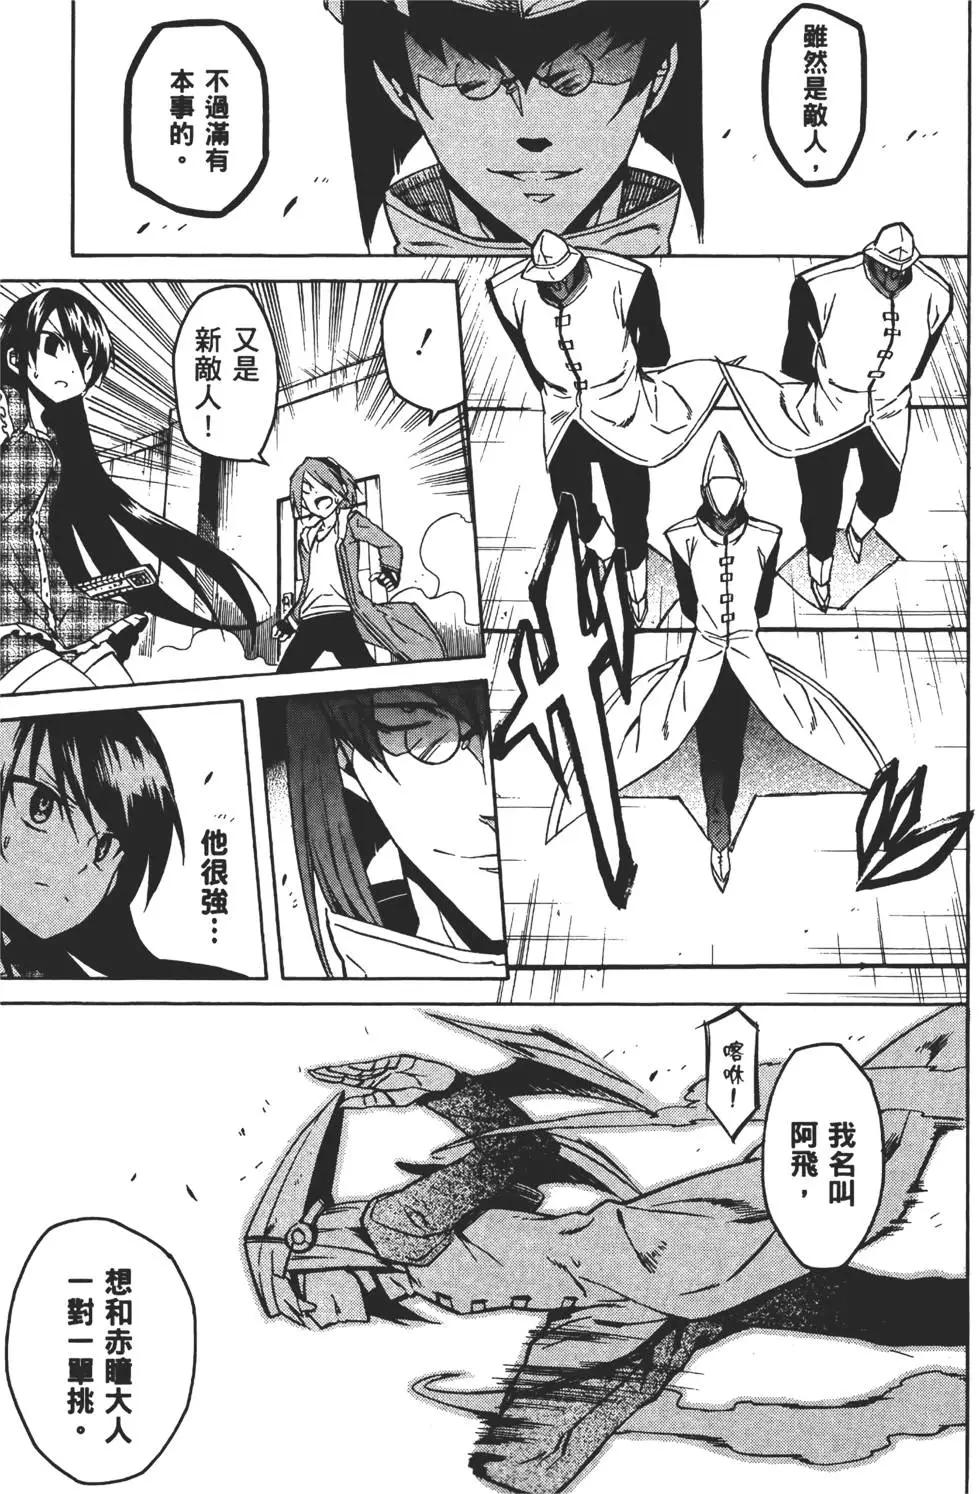 雖然是敵人，
不過滿有
本事的。
！
又是
新敵人！
他很強…
喀咻！
我名叫
阿飛，
想和赤瞳大人
一對一單挑。